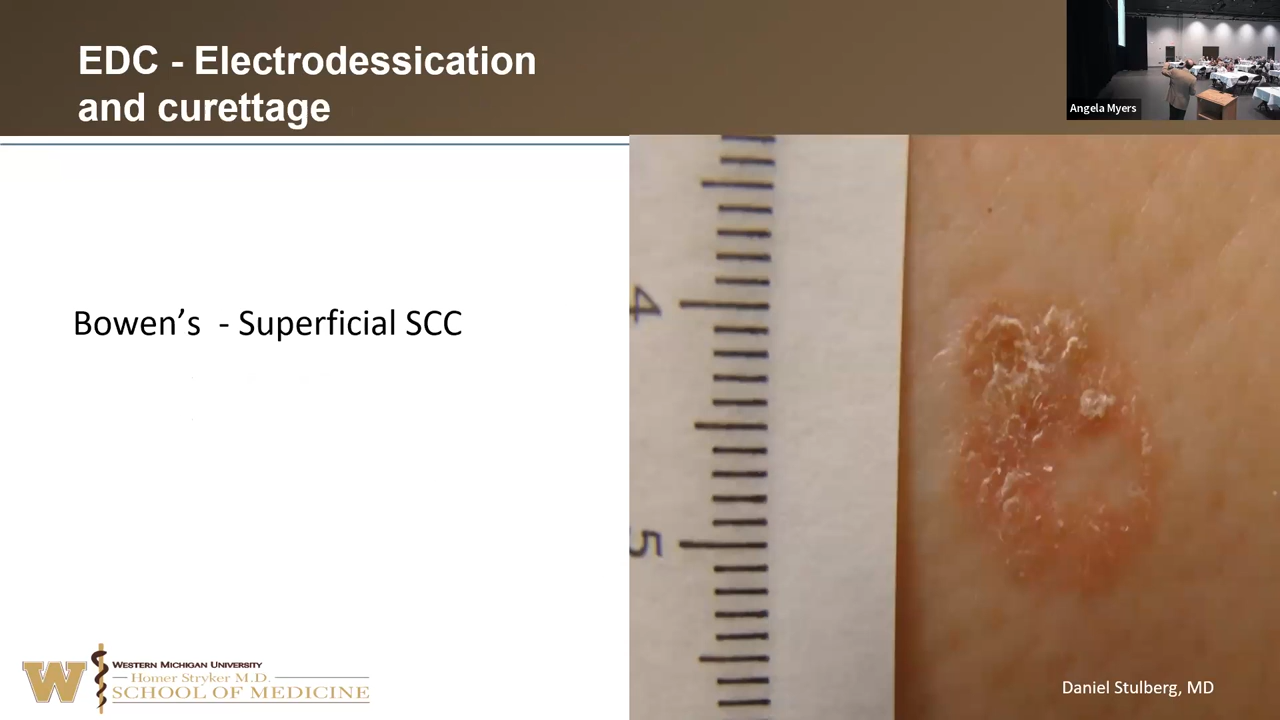 EDC - Electrodessication
and curettage
Angela Myers
Bowen’s - Superficial SCC
4
5
W
WESTERN MICHIGAN UNIVERSITY
Homer Stryker M.D.
SCHOOL OF MEDICINE
Daniel Stulberg, MD